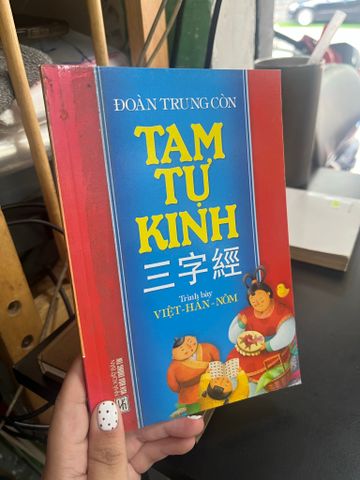 ĐOÀN TRUNG CÒN
TAM
TỰ
KINH
三字經
Trình bày
VIỆT-HÁN-NÔM